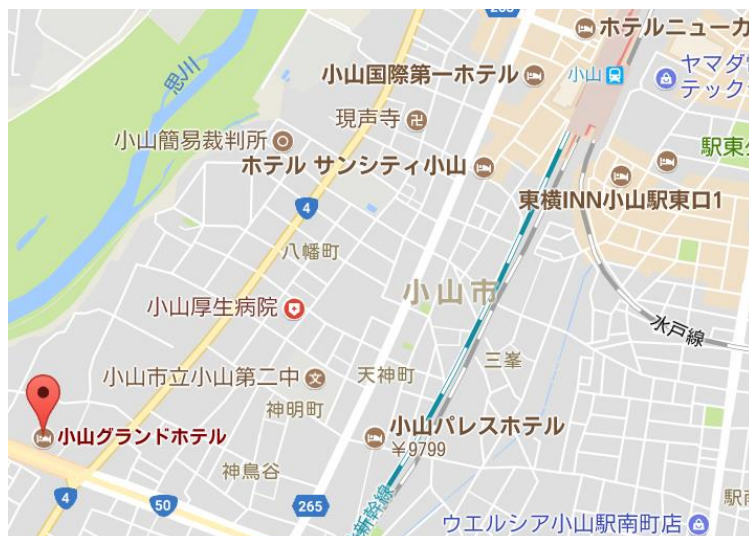 265
ホテルニューオ
思川
小山国際第一ホテル
小山
ヤマダ
テック
現声寺
小山簡易裁判所
ホテル サンシティ小山
駅東
東横INN小山駅東口1
4
八幡町
小山市
小山厚生病院
水戸線
三峯
天神町
小山市立小山第二中
神明町
小山パレスホテル
¥9799
小山グランドホテル
神鳥谷
4
50
265
新幹線
駅南
ウエルシア小山駅南町店